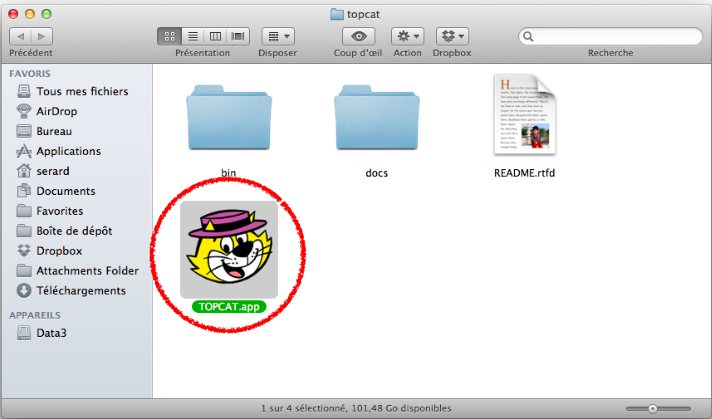 topcat
Précédent
Présentation
Disposer
Coup d'œil
Action
Dropbox
Recherche
FAVORIS
Tous mes fichiers
AirDrop
Bureau
Applications
serard
Documents
Favorites
Boîte de dépôt
Dropbox
Attachments Folder
Téléchargements
APPAREILS
Data3
bin
docs
README.rtfd
TOPCAT.app
1 sur 4 sélectionné, 101,48 Go disponibles